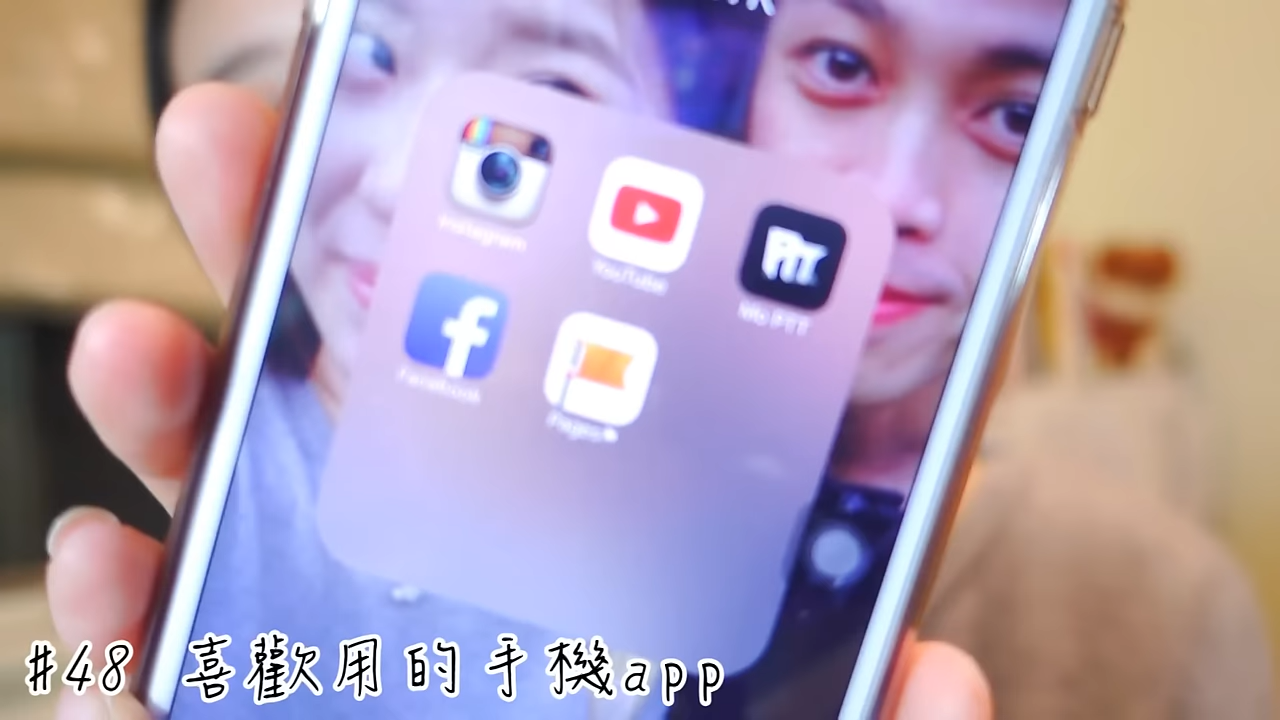 Instagram
YouTube
Mo PTT
Facebook
Pages
#48 喜歡用的手機app